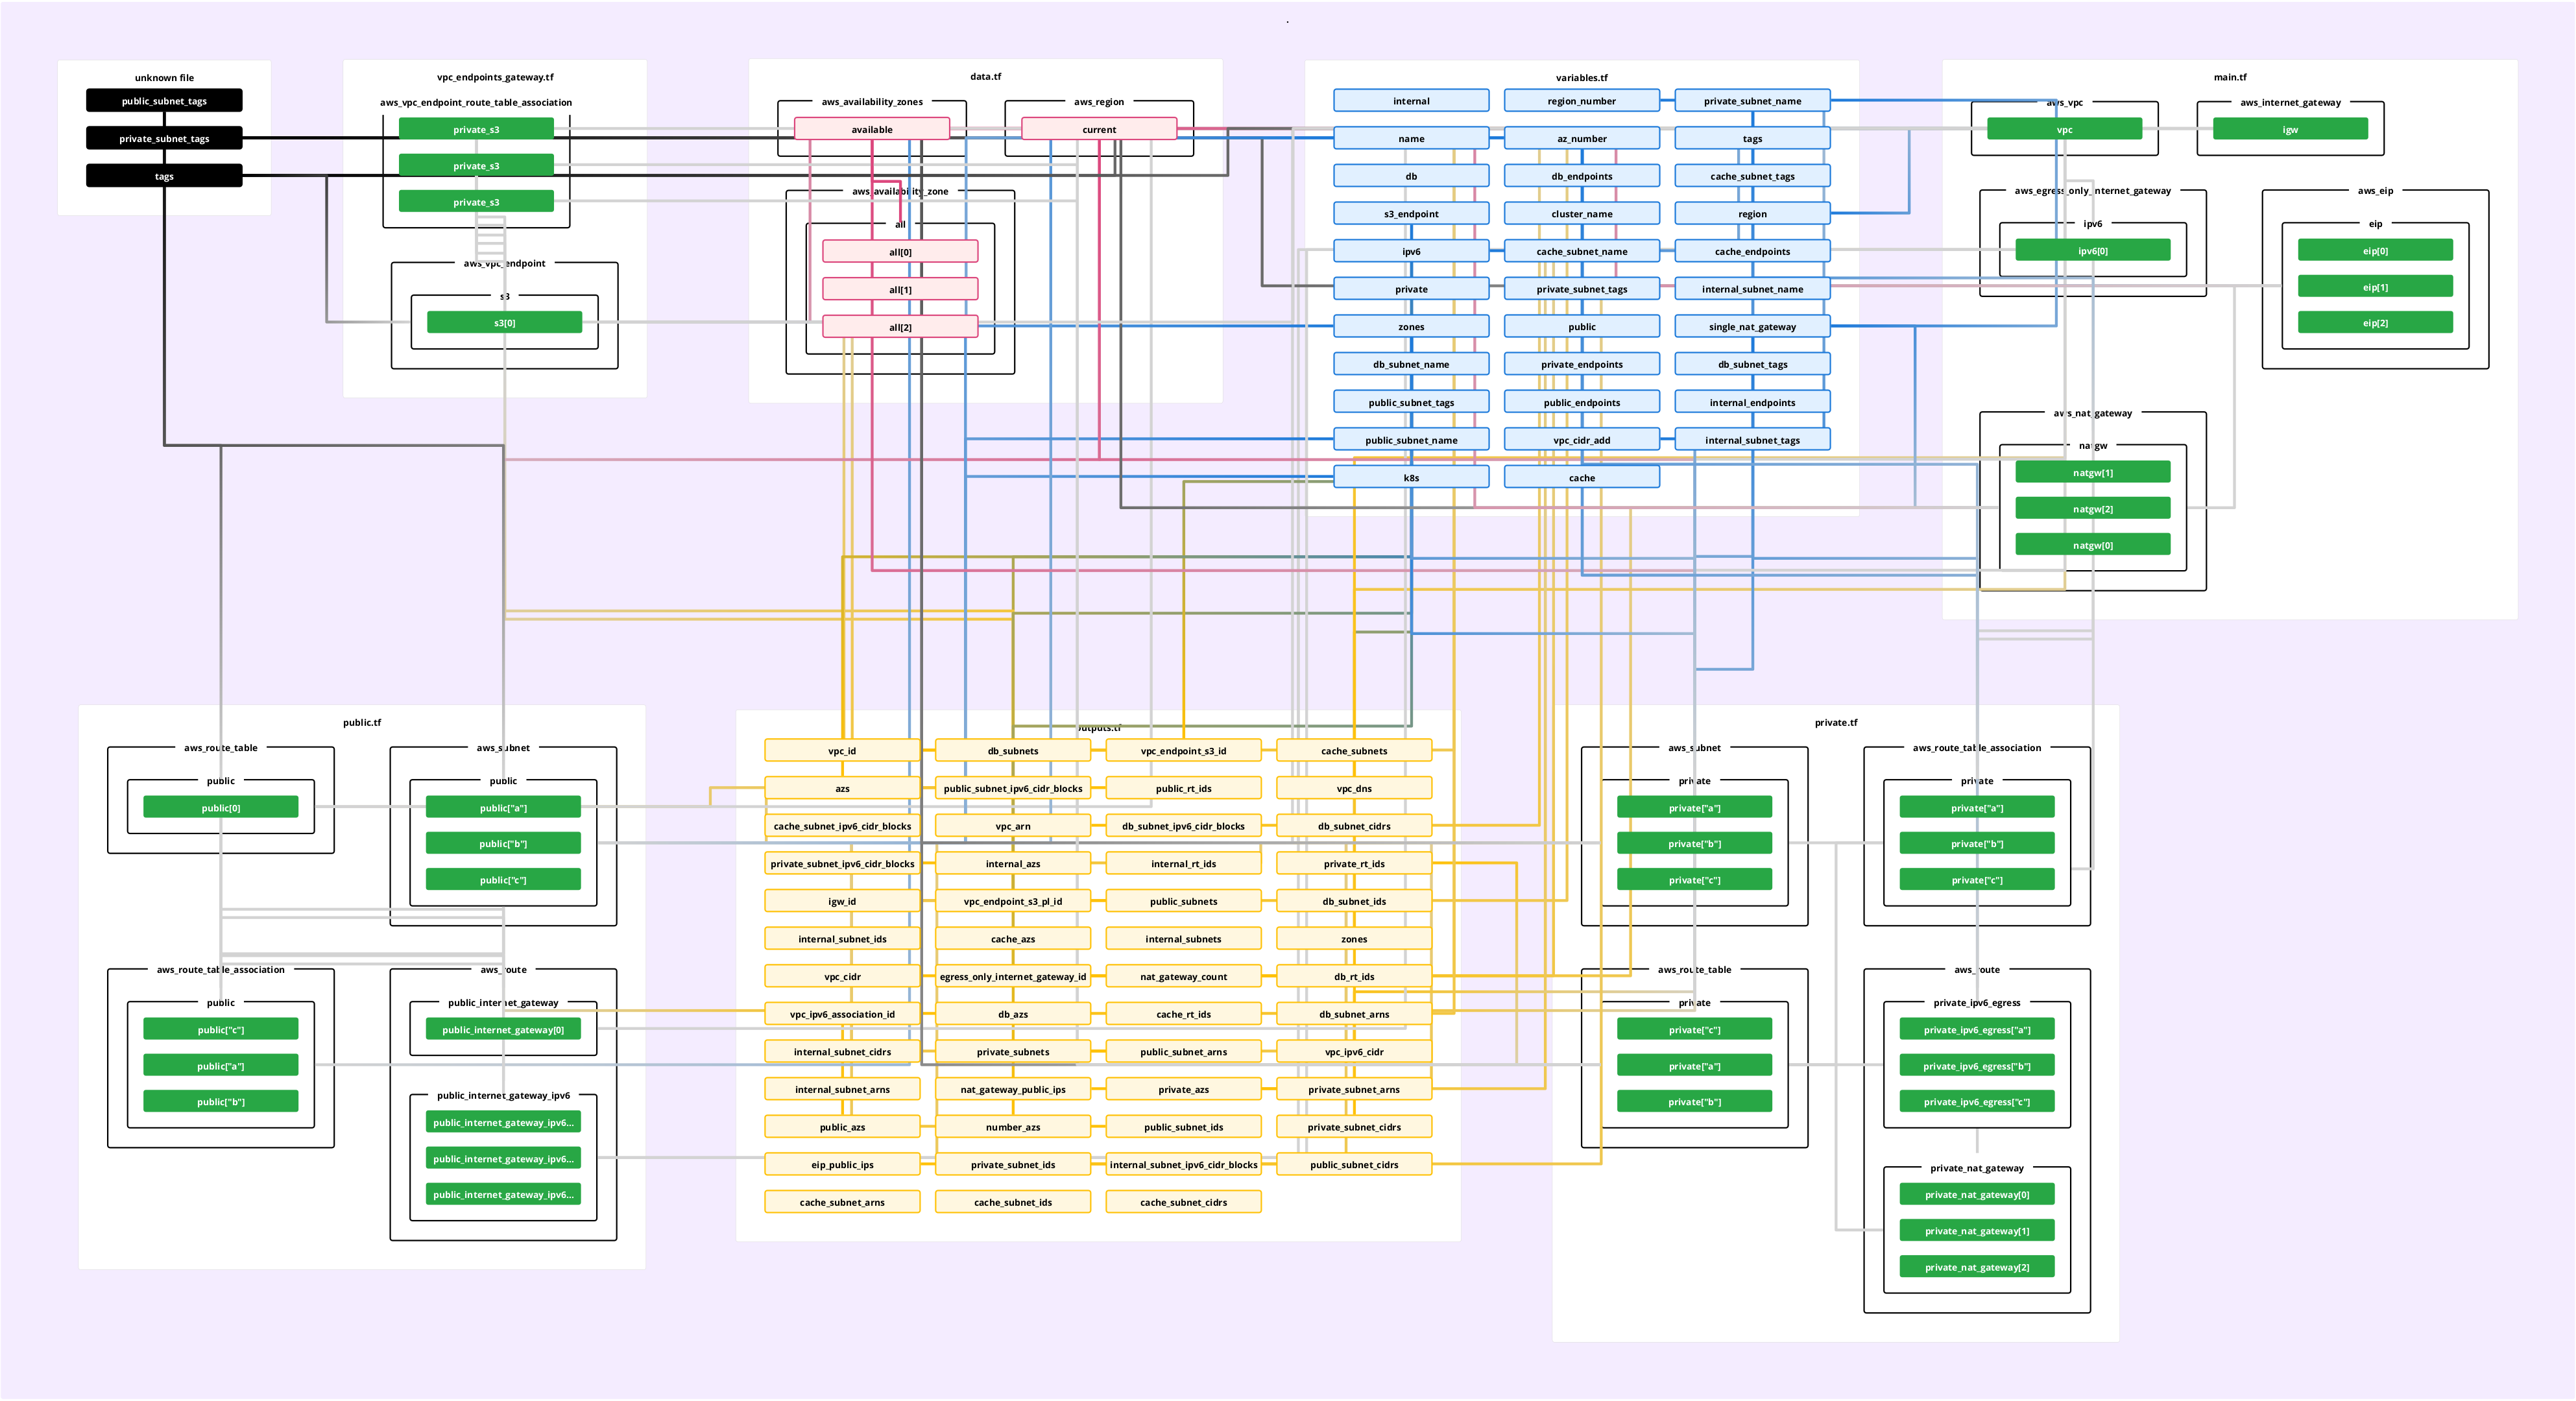 .
unknown file
public_subnet_tags
private_subnet_tags
tags
vpc_endpoints_gateway.tf
aws_vpc_endpoint_route_table_association
private_s3
private_s3
private_s3
aws_vpc_endpoint
s3
s3[0]
data.tf
aws_availability_zones
available
aws_region
current
aws_availability_zone
all
all[0]
all[1]
all[2]
variables.tf
internal
region_number
private_subnet_name
name
az_number
tags
db
db_endpoints
cache_subnet_tags
s3_endpoint
cluster_name
region
ipv6
cache_subnet_name
cache_endpoints
private
private_subnet_tags
internal_subnet_name
zones
public
single_nat_gateway
db_subnet_name
private_endpoints
db_subnet_tags
public_subnet_tags
public_endpoints
internal_endpoints
public_subnet_name
vpc_cidr_add
internal_subnet_tags
k8s
cache
main.tf
aws_vpc
vpc
aws_internet_gateway
igw
aws_egress_only_internet_gateway
ipv6
ipv6[0]
aws_eip
eip
eip[0]
eip[1]
eip[2]
aws_nat_gateway
natgw
natgw[1]
natgw[2]
natgw[0]
public.tf
aws_route_table
public
public[0]
aws_subnet
public
public["a"]
public["b"]
public["c"]
aws_route_table_association
public
public["c"]
public["a"]
public["b"]
aws_route
public_internet_gateway
public_internet_gateway[0]
public_internet_gateway_ipv6
public_internet_gateway_ipv6...
public_internet_gateway_ipv6...
public_internet_gateway_ipv6...
outputs.tf
vpc_id
db_subnets
vpc_endpoint_s3_id
cache_subnets
azs
public_subnet_ipv6_cidr_blocks
public_rt_ids
vpc_dns
cache_subnet_ipv6_cidr_blocks
vpc_arn
db_subnet_ipv6_cidr_blocks
db_subnet_cidrs
private_subnet_ipv6_cidr_blocks
internal_azs
internal_rt_ids
private_rt_ids
igw_id
vpc_endpoint_s3_pl_id
public_subnets
db_subnet_ids
internal_subnet_ids
cache_azs
internal_subnets
zones
vpc_cidr
egress_only_internet_gateway_id
nat_gateway_count
db_rt_ids
vpc_ipv6_association_id
db_azs
cache_rt_ids
db_subnet_arns
internal_subnet_cidrs
private_subnets
public_subnet_arns
vpc_ipv6_cidr
internal_subnet_arns
nat_gateway_public_ips
private_azs
private_subnet_arns
public_azs
number_azs
public_subnet_ids
private_subnet_cidrs
eip_public_ips
private_subnet_ids
internal_subnet_ipv6_cidr_blocks
public_subnet_cidrs
cache_subnet_arns
cache_subnet_ids
cache_subnet_cidrs
private.tf
aws_subnet
private
private["a"]
private["b"]
private["c"]
aws_route_table_association
private
private["a"]
private["b"]
private["c"]
aws_route_table
private
private["c"]
private["a"]
private["b"]
aws_route
private_ipv6_egress
private_ipv6_egress["a"]
private_ipv6_egress["b"]
private_ipv6_egress["c"]
private_nat_gateway
private_nat_gateway[0]
private_nat_gateway[1]
private_nat_gateway[2]